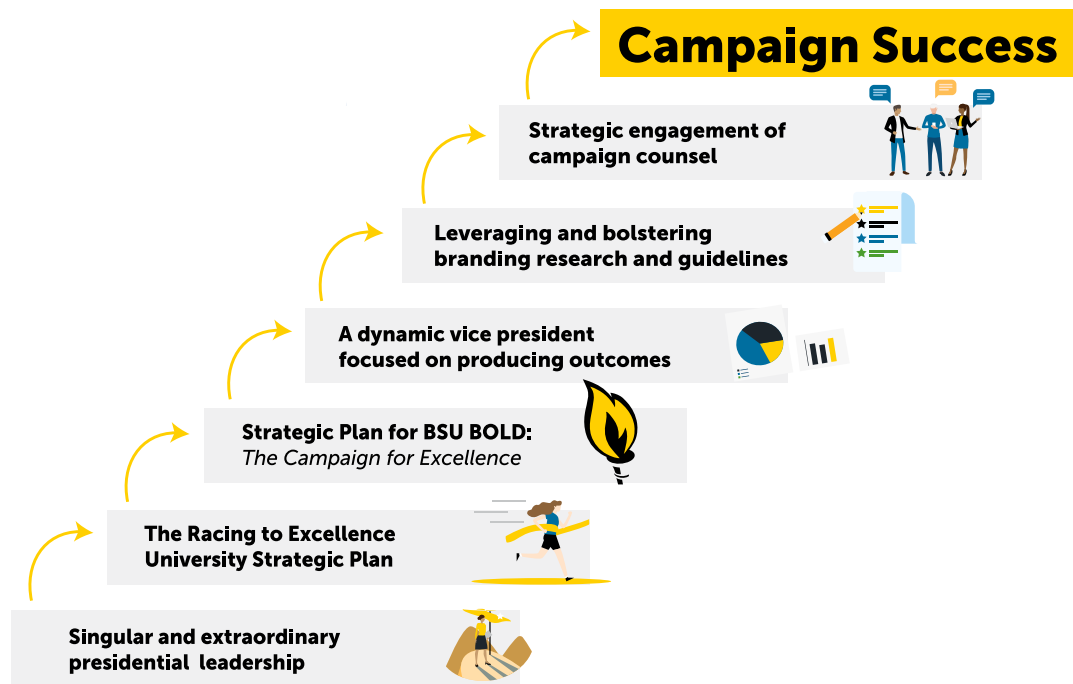 Campaign Success
Strategic engagement of
campaign counsel
Leveraging and bolstering
branding research and guidelines
A dynamic vice president
focused on producing outcomes
Strategic Plan for BSU BOLD:
The Campaign for Excellence
The Racing to Excellence
University Strategic Plan
Singular and extraordinary
presidential leadership